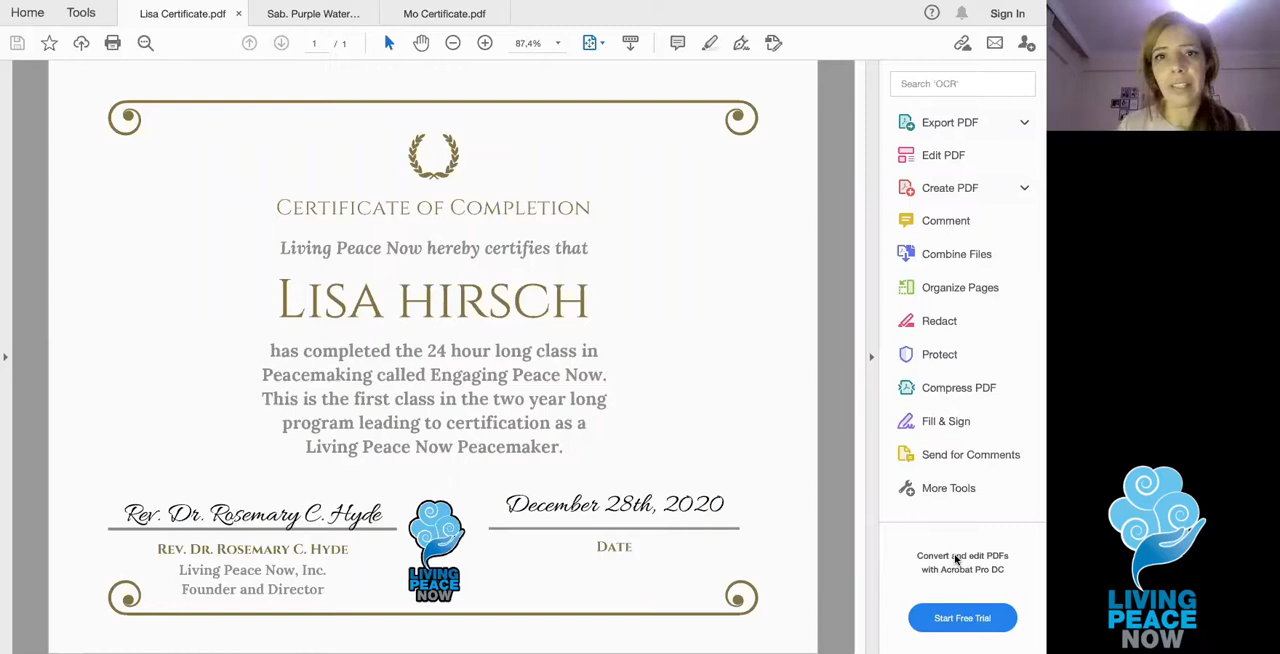 Home Tools Lisa Certificate.pdf × Sab. Purple Water... Mo Certificate.pdf Sign In
1 / 1 87,4%
Search 'OCR'
Export PDF
Edit PDF
Create PDF
Comment
Combine Files
Organize Pages
Redact
Protect
Compress PDF
Fill & Sign
Send for Comments
More Tools
Convert and edit PDFs
with Acrobat Pro DC
Start Free Trial
Certificate of Completion
Living Peace Now hereby certifies that
Lisa Hirsch
has completed the 24 hour long class in
Peacemaking called Engaging Peace Now.
This is the first class in the two year long
program leading to certification as a
Living Peace Now Peacemaker.
Rev. Dr. Rosemary C. Hyde
Rev. Dr. Rosemary C. Hyde
Living Peace Now, Inc.
Founder and Director
LIVING
PEACE
NOW
December 28th, 2020
Date
LIVING
PEACE
NOW